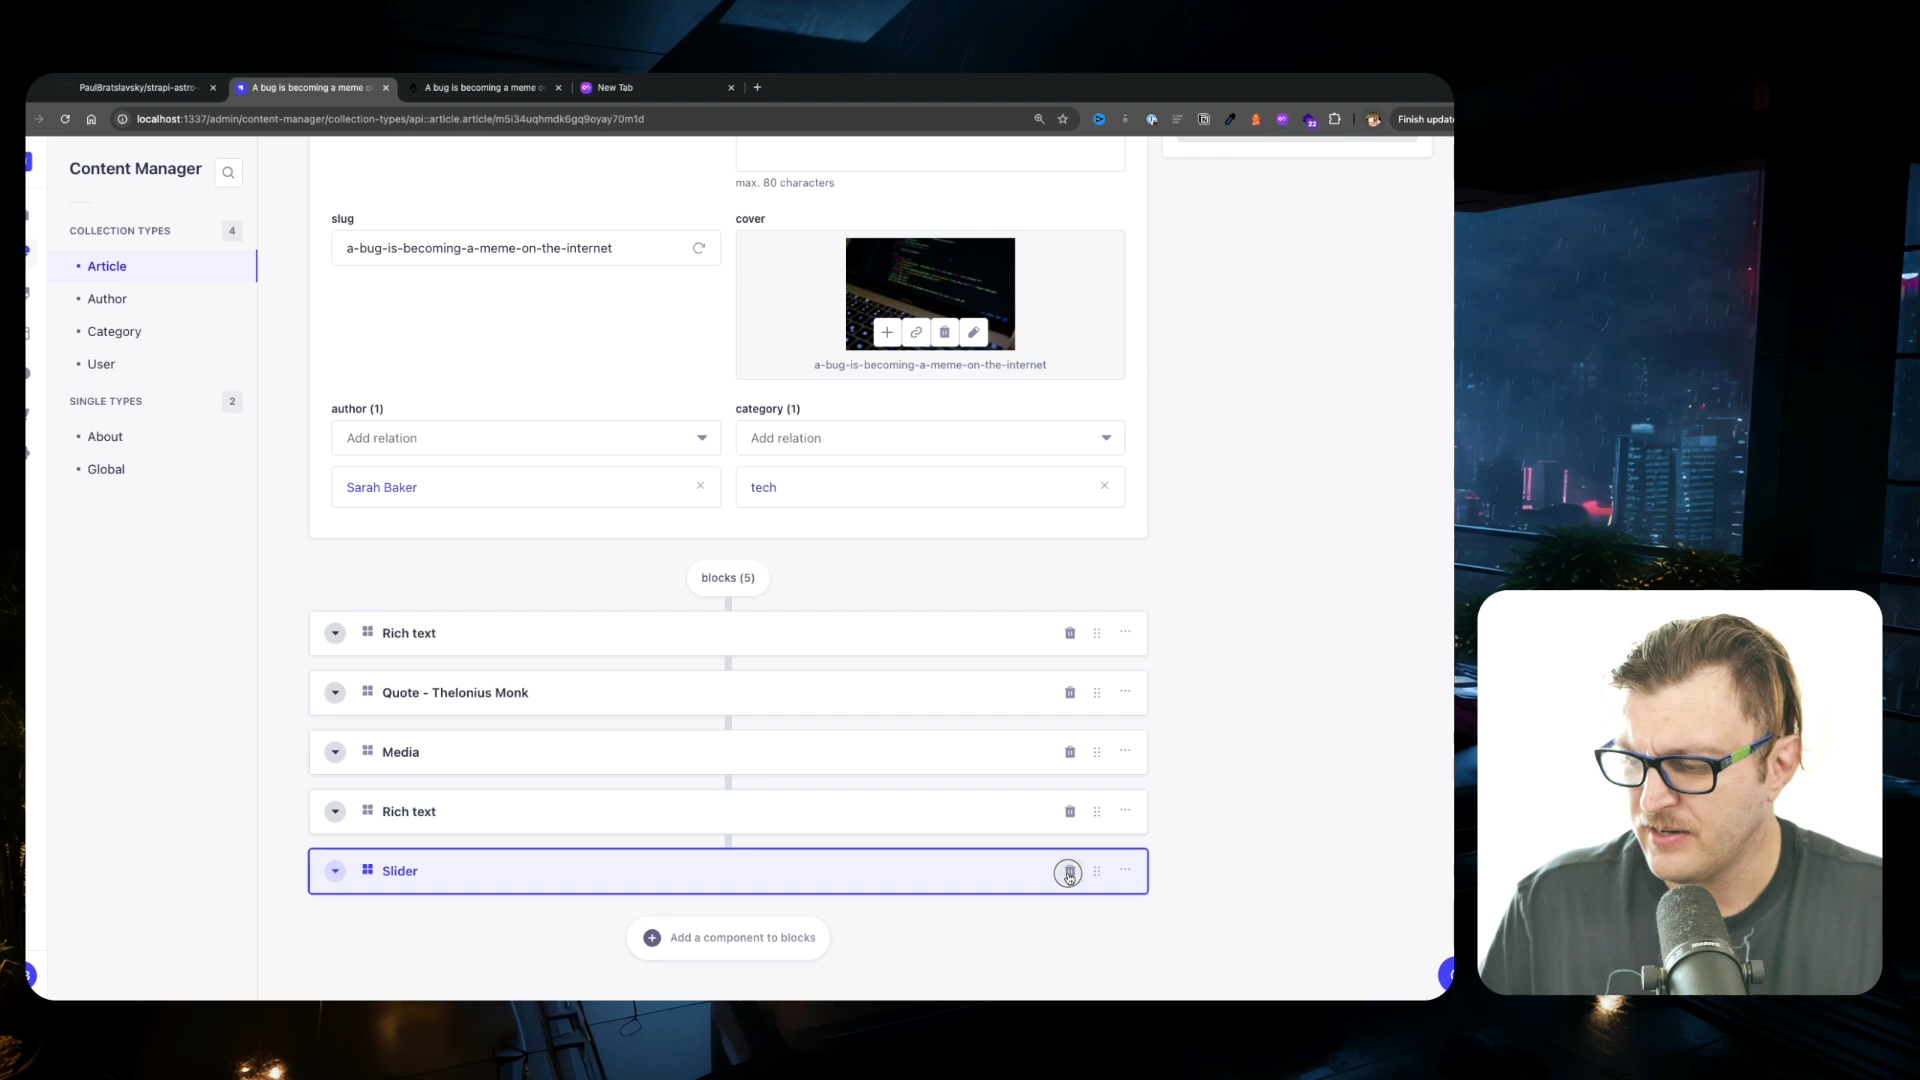 PaulBratslavsky/strapi-astro-
A bug is becoming a meme o
A bug is becoming a meme o
New Tab
localhost:1337/admin/content-manager/collection-types/api::article.article/m5i34uqhmdk6gq9oyay70m1d
22
Finish update
Content Manager
max. 80 characters
COLLECTION TYPES
4
Article
Author
Category
User
SINGLE TYPES
2
About
Global
slug
cover
a-bug-is-becoming-a-meme-on-the-internet
a-bug-is-becoming-a-meme-on-the-internet
author (1)
category (1)
Add relation
Add relation
Sarah Baker
tech
blocks (5)
Rich text
Quote - Thelonius Monk
Media
Rich text
Slider
Add a component to blocks